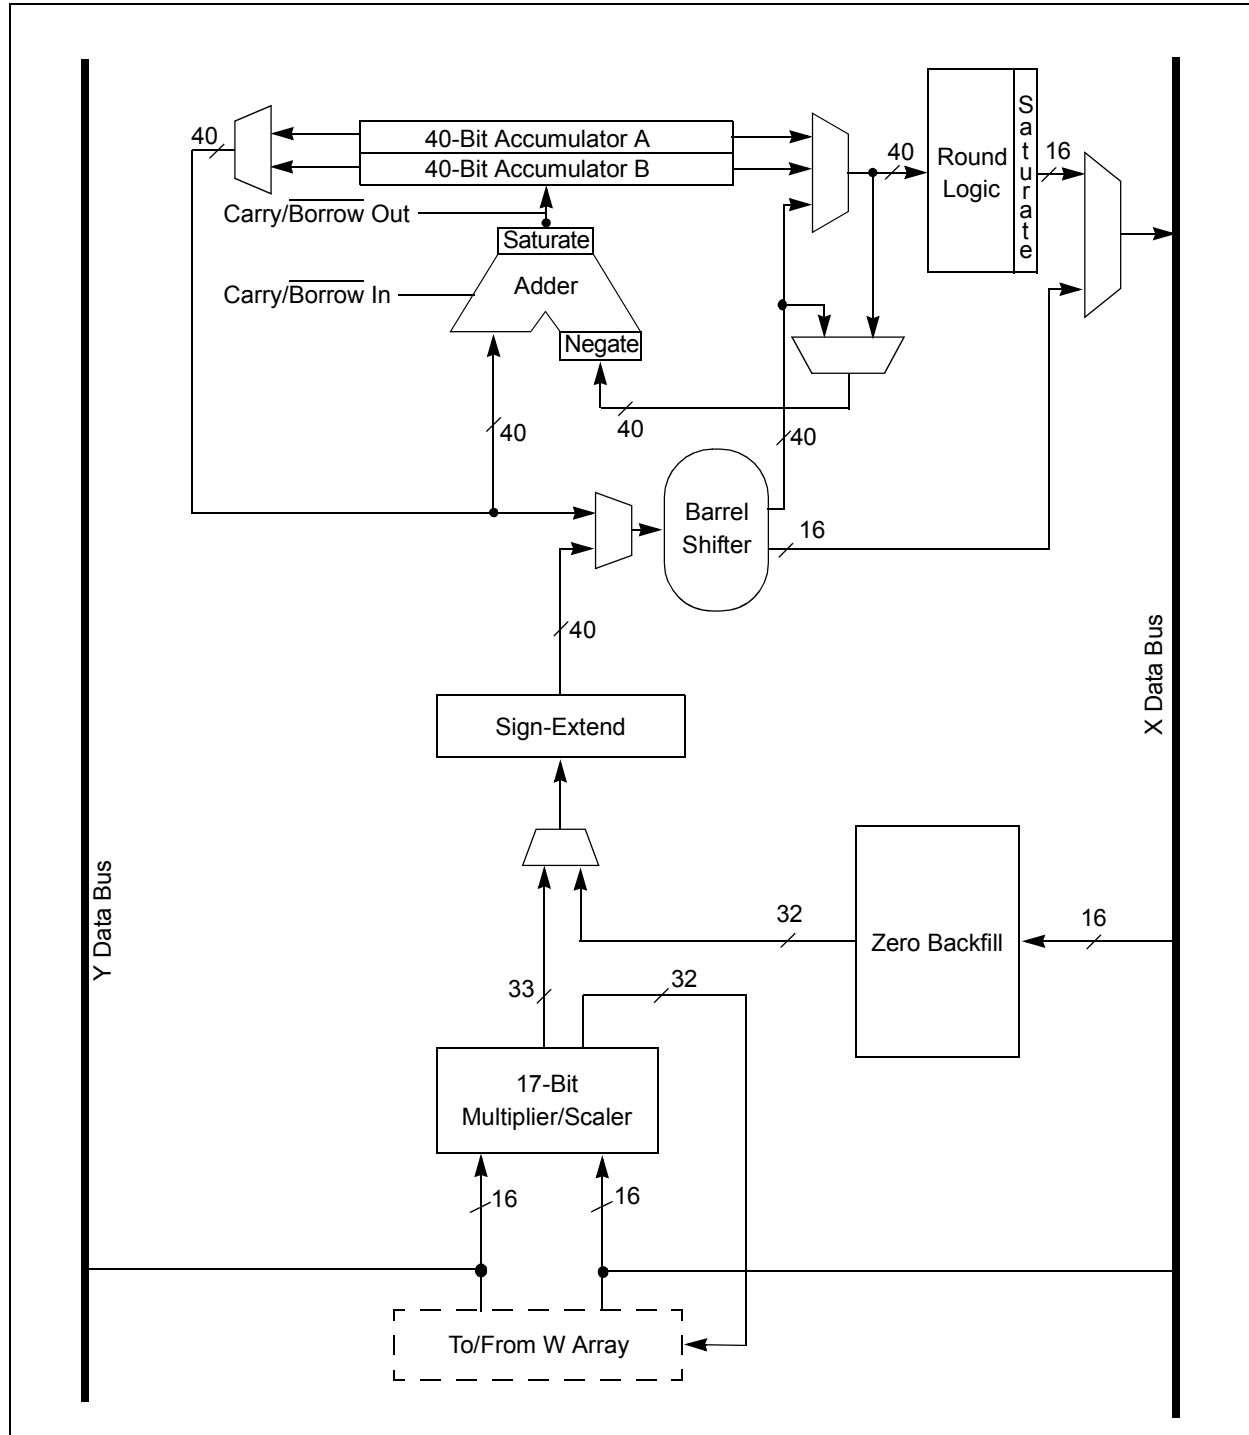 40
40-Bit Accumulator A
40-Bit Accumulator B
40
Round
Logic
Saturate
16
Carry/Borrow Out
Saturate
Carry/Borrow In
Adder
Negate
40
40
40
Barrel
Shifter
16
40
Sign-Extend
X Data Bus
Y Data Bus
32
Zero Backfill
16
33
32
17-Bit
Multiplier/Scaler
16
16
To/From W Array